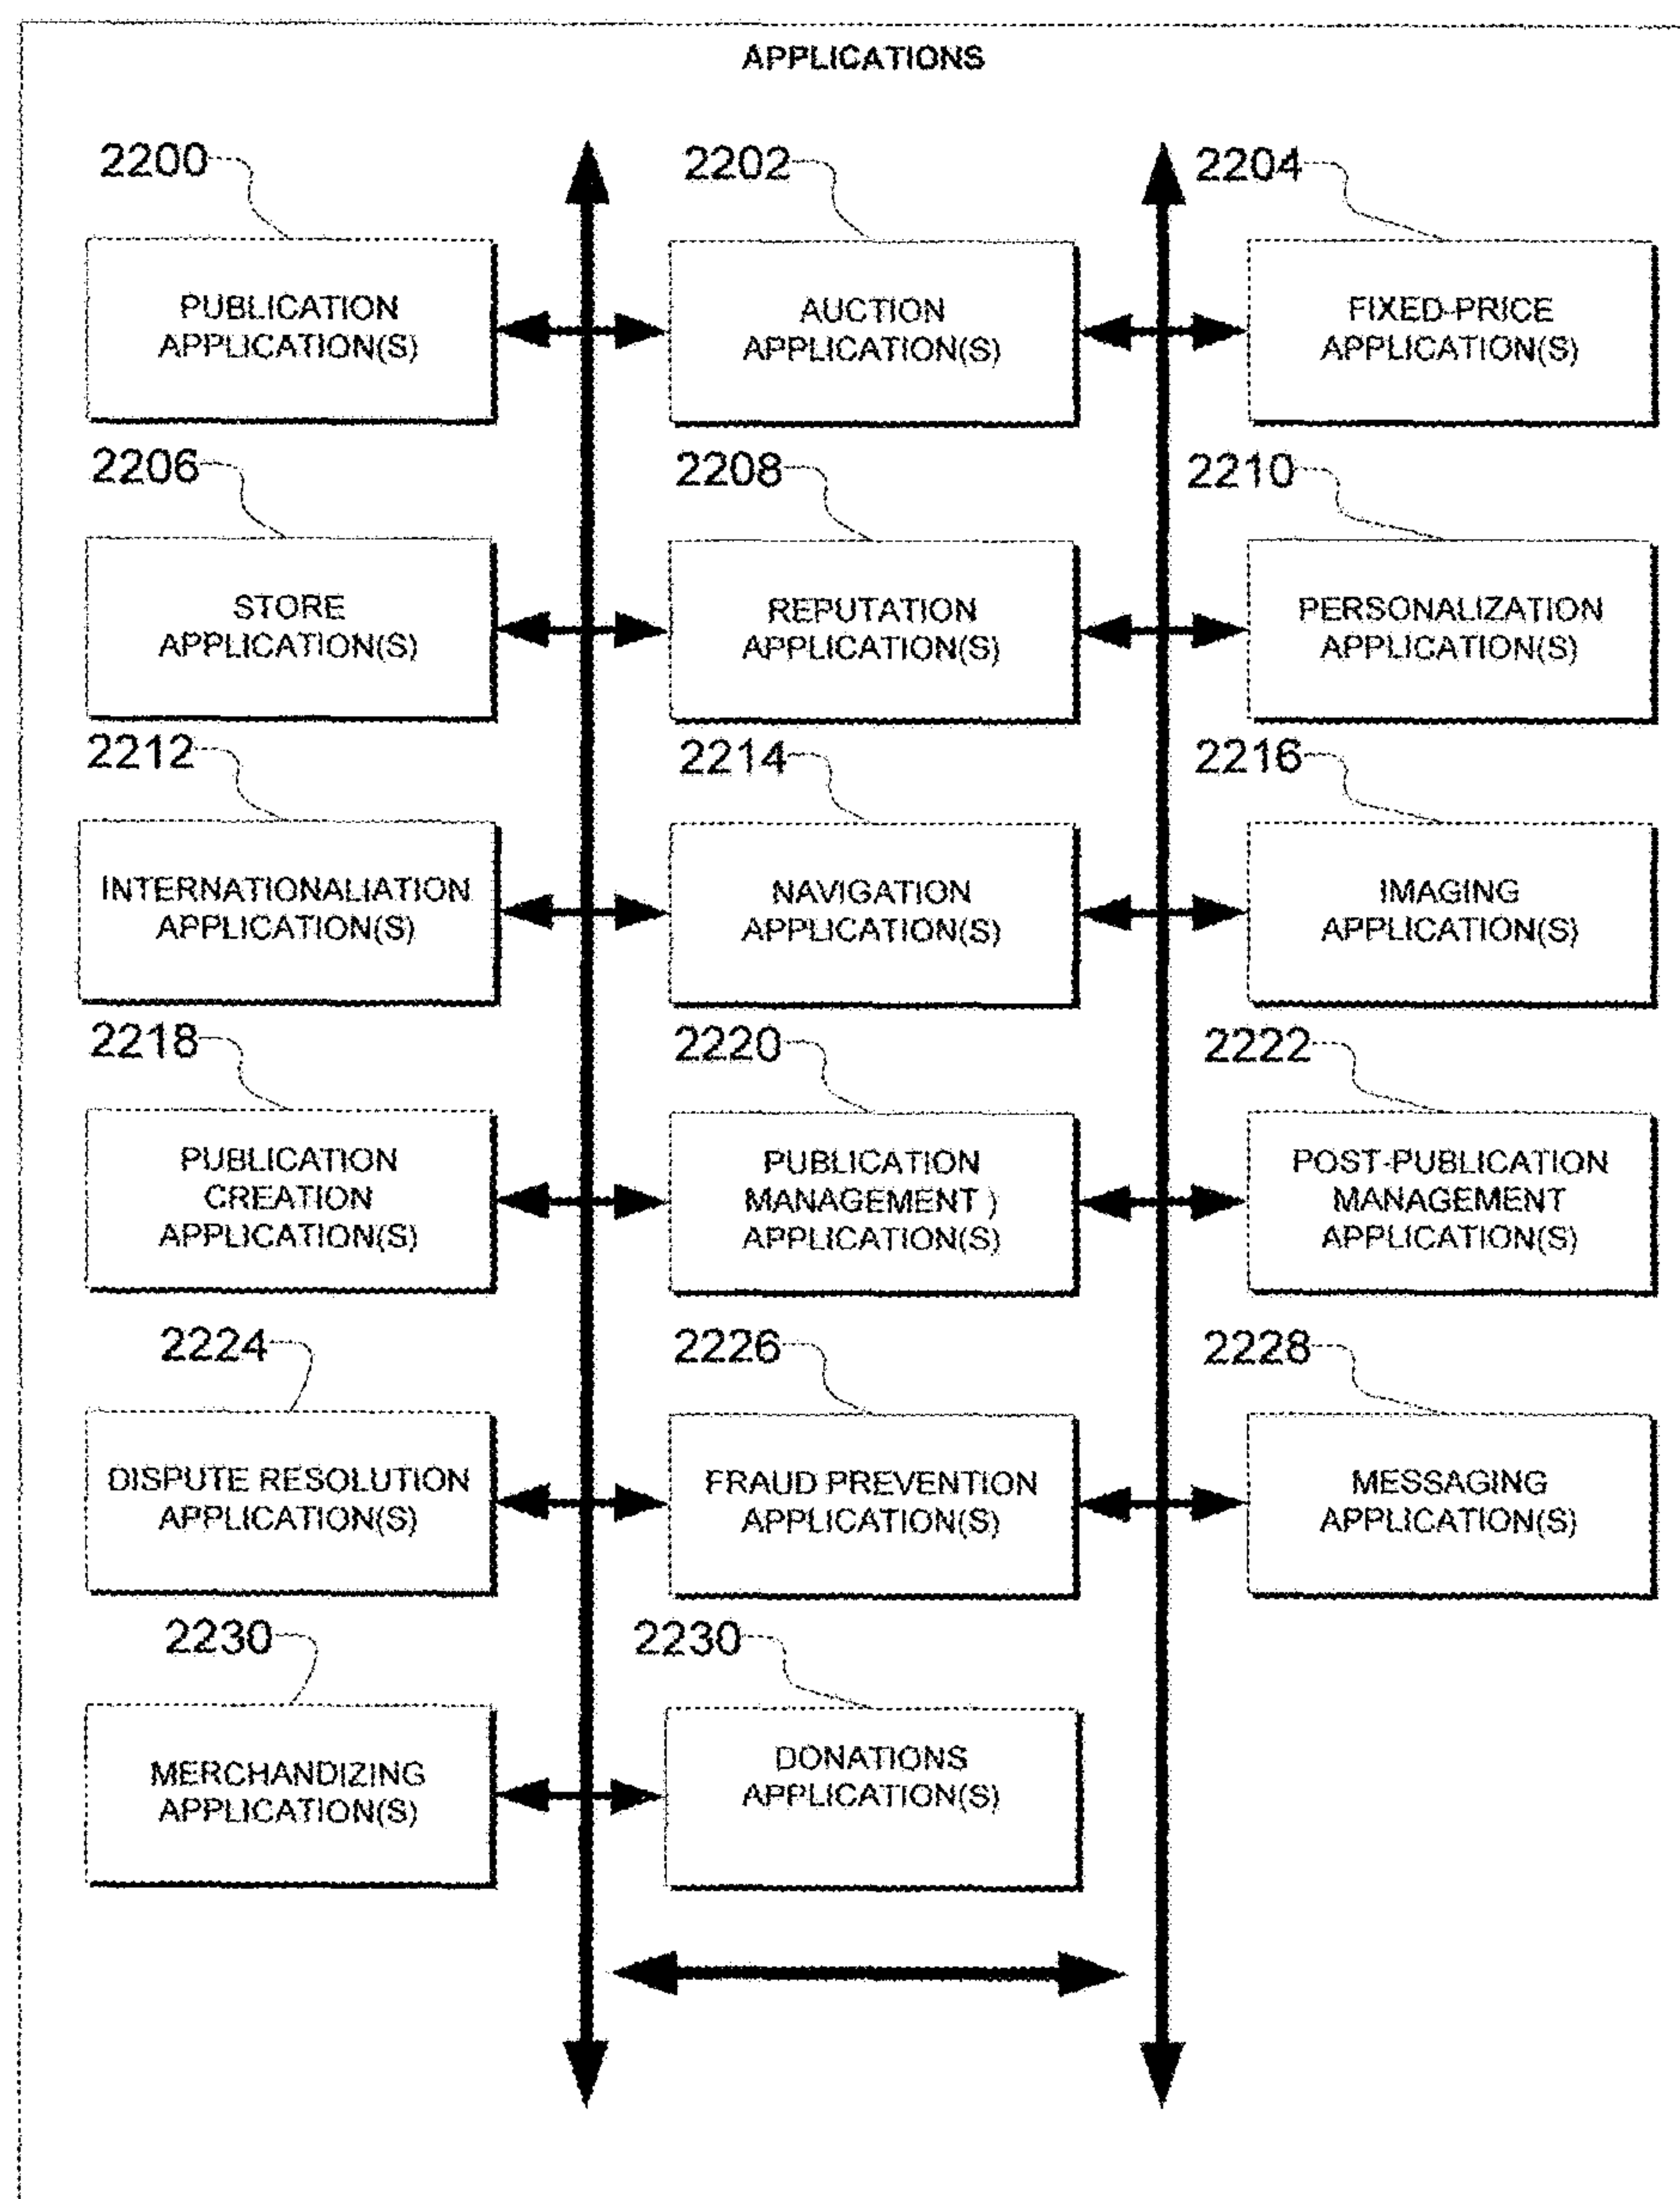 APPLICATIONS
2200
2202
2204
PUBLICATION
APPLICATION(S)
AUCTION
APPLICATION(S)
FIXED-PRICE
APPLICATION(S)
2206
2208
2210
STORE
APPLICATION(S)
REPUTATION
APPLICATION(S)
PERSONALIZATION
APPLICATION(S)
2212
2214
2216
INTERNATIONALIATION
APPLICATION(S)
NAVIGATION
APPLICATION(S)
IMAGING
APPLICATION(S)
2218
2220
2222
PUBLICATION
CREATION
APPLICATION(S)
PUBLICATION
MANAGEMENT )
APPLICATION(S)
POST-PUBLICATION
MANAGEMENT
APPLICATION(S)
2224
2226
2228
DISPUTE RESOLUTION
APPLICATION(S)
FRAUD PREVENTION
APPLICATION(S)
MESSAGING
APPLICATION(S)
2230
2230
MERCHANDIZING
APPLICATION(S)
DONATIONS
APPLICATION(S)